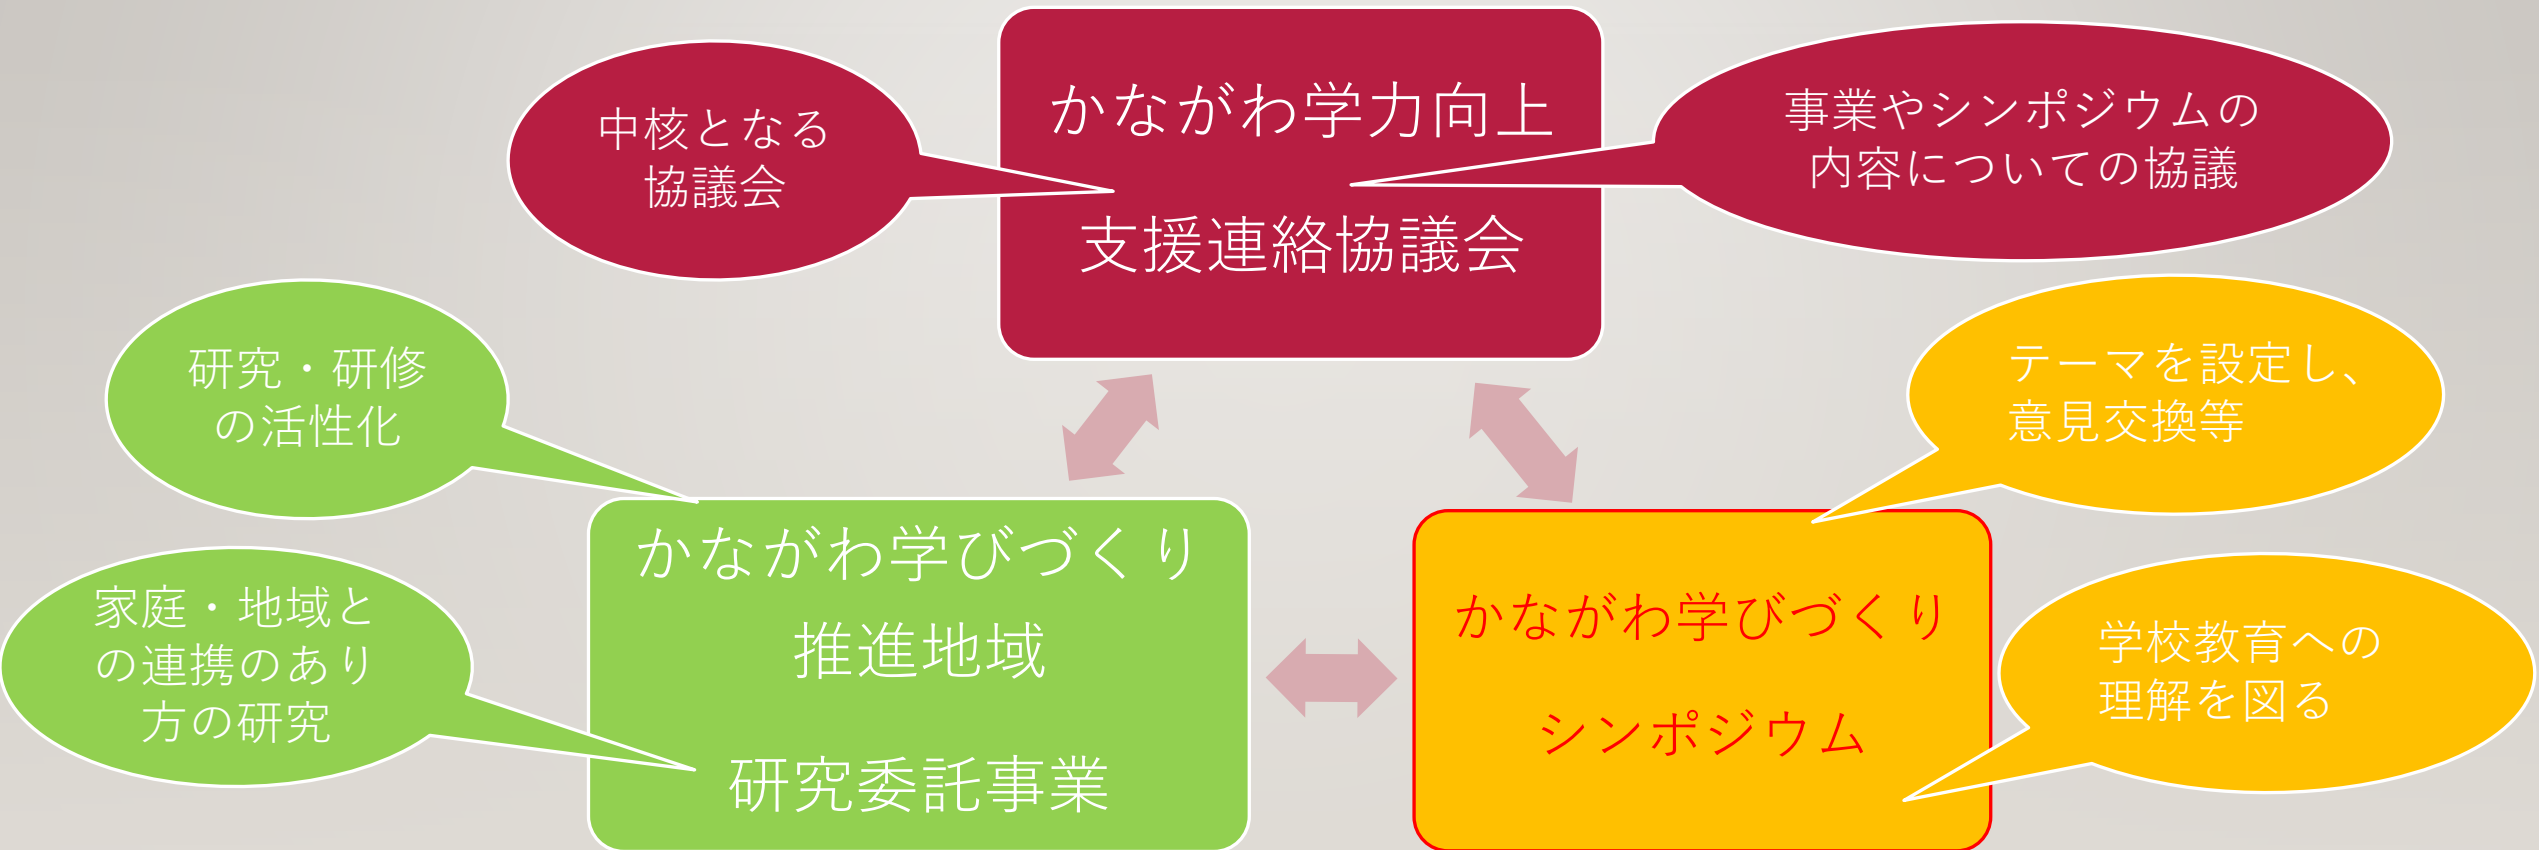 中核となる
協議会
かながわ学力向上
支援連絡協議会
事業やシンポジウムの
内容についての協議
研究・研修
の活性化
家庭・地域と
の連携のあり
方の研究
かながわ学びづくり
推進地域
研究委託事業
テーマを設定し、
意見交換等
かながわ学びづくり
シンポジウム
学校教育への
理解を図る